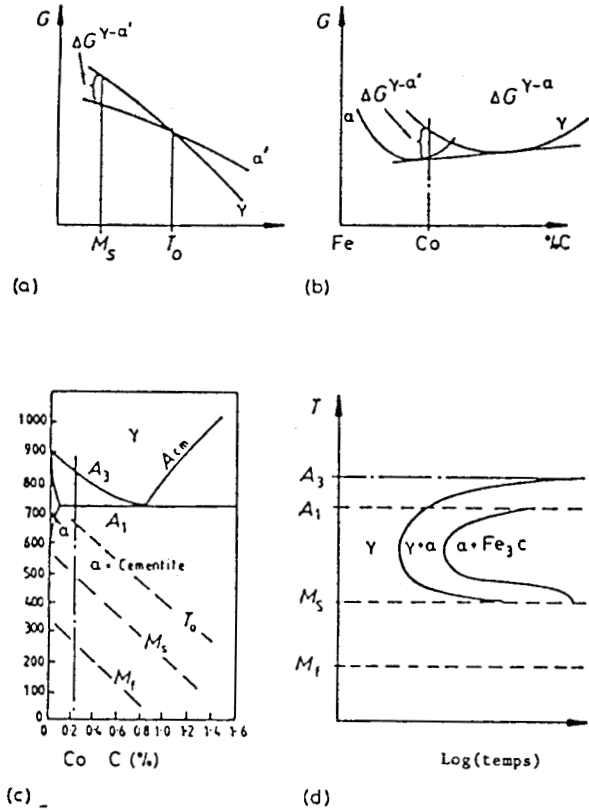 G
ΔG γ-α'
α'
γ
M_s
T_o
(a)
G
ΔG γ-α'
ΔG γ-α
α
γ
Fe
Co
%C
(b)
1000
900
800
700
600
500
400
300
200
100
0
γ
A_cm
A_3
A_1
α
α + Cementite
T_o
M_s
M_f
0 0·2 0·4 0·6 0·8 1·0 1·2 1·4 1·6
Co C (%)
(c)
T
A_3
A_1
γ
γ+α
α+Fe_3c
M_s
M_f
Log(temps)
(d)